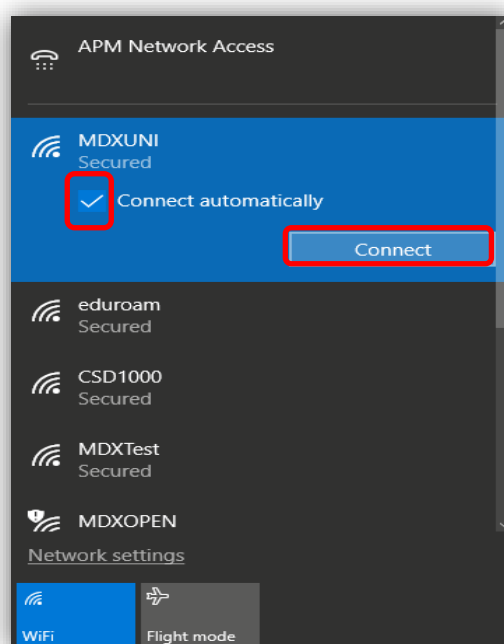 APM Network Access
MDXUNI
Secured
Connect automatically
Connect
eduroam
Secured
CSD1000
Secured
MDXTest
Secured
MDXOPEN
Network settings
WiFi
Flight mode